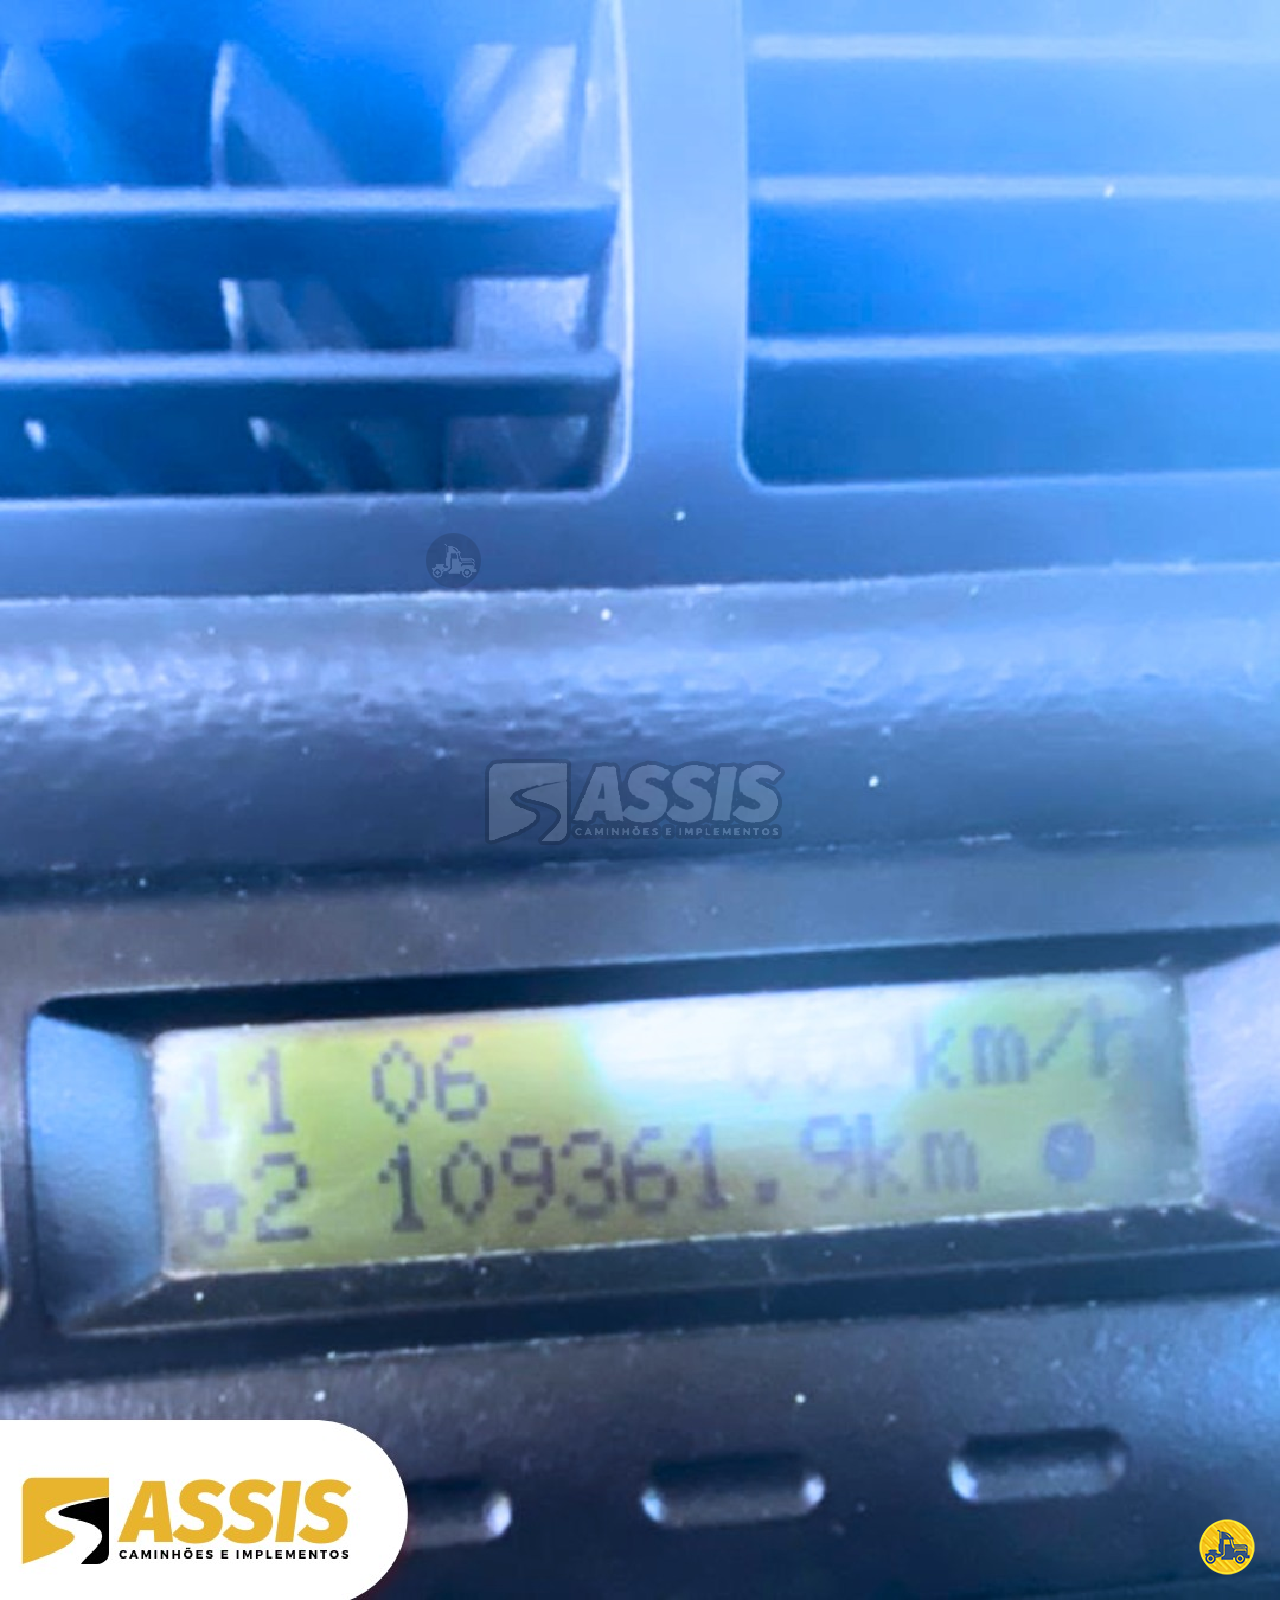 ASSIS
CAMINHÕES E IMPLEMENTOS
11 06 km/h
2 109361.9km
ASSIS
CAMINHÕES E IMPLEMENTOS